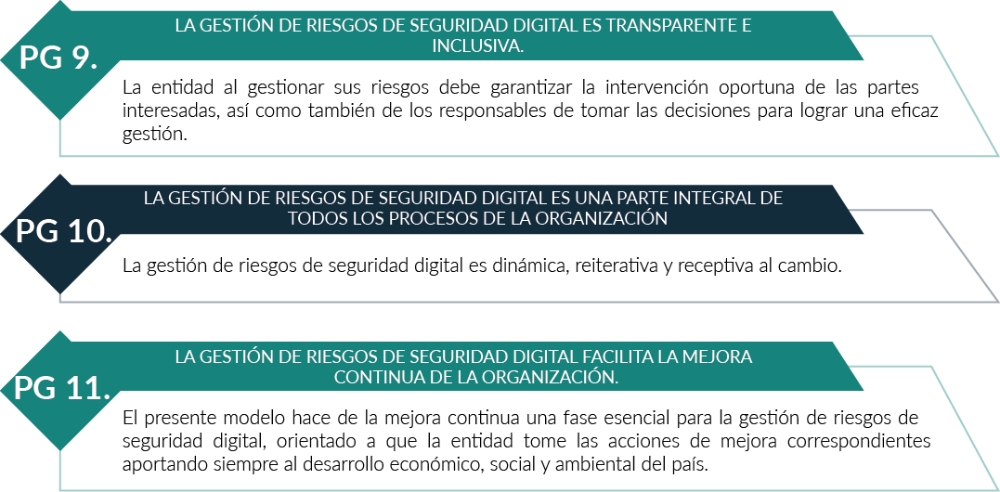 PG 9.
LA GESTIÓN DE RIESGOS DE SEGURIDAD DIGITAL ES TRANSPARENTE E
INCLUSIVA.
La entidad al gestionar sus riesgos debe garantizar la intervención oportuna de las partes
interesadas, así como también de los responsables de tomar las decisiones para lograr una eficaz
gestión.
PG 10.
LA GESTIÓN DE RIESGOS DE SEGURIDAD DIGITAL ES UNA PARTE INTEGRAL DE
TODOS LOS PROCESOS DE LA ORGANIZACIÓN
La gestión de riesgos de seguridad digital es dinámica, reiterativa y receptiva al cambio.
PG 11.
LA GESTIÓN DE RIESGOS DE SEGURIDAD DIGITAL FACILITA LA MEJORA
CONTINUA DE LA ORGANIZACIÓN.
El presente modelo hace de la mejora continua una fase esencial para la gestión de riesgos de
seguridad digital, orientado a que la entidad tome las acciones de mejora correspondientes
aportando siempre al desarrollo económico, social y ambiental del país.